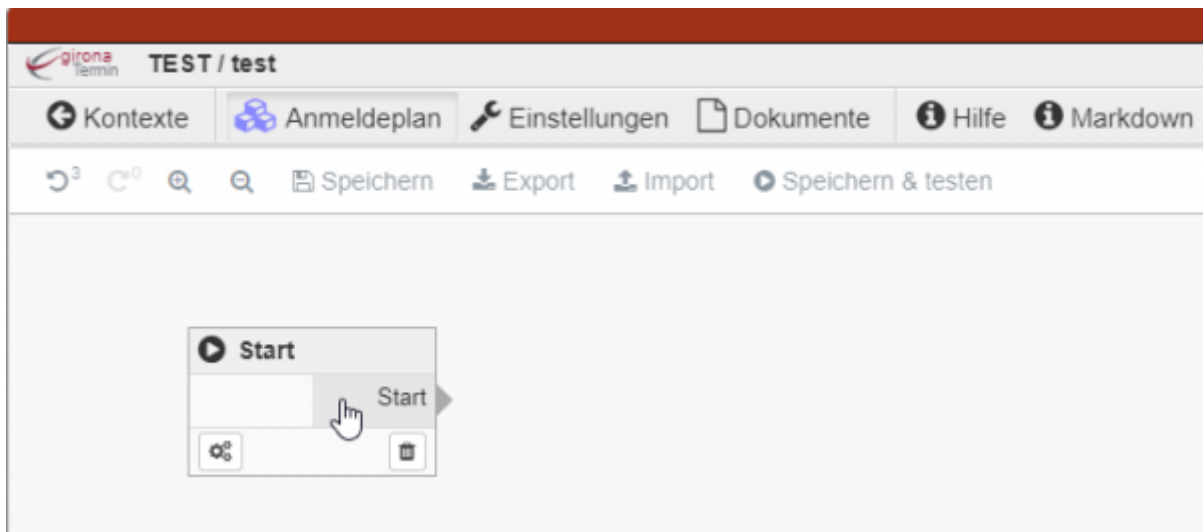 girona
Termin
TEST / test
Kontexte Anmeldeplan Einstellungen Dokumente Hilfe Markdown
3 0 Speichern Export Import Speichern & testen
Start
Start